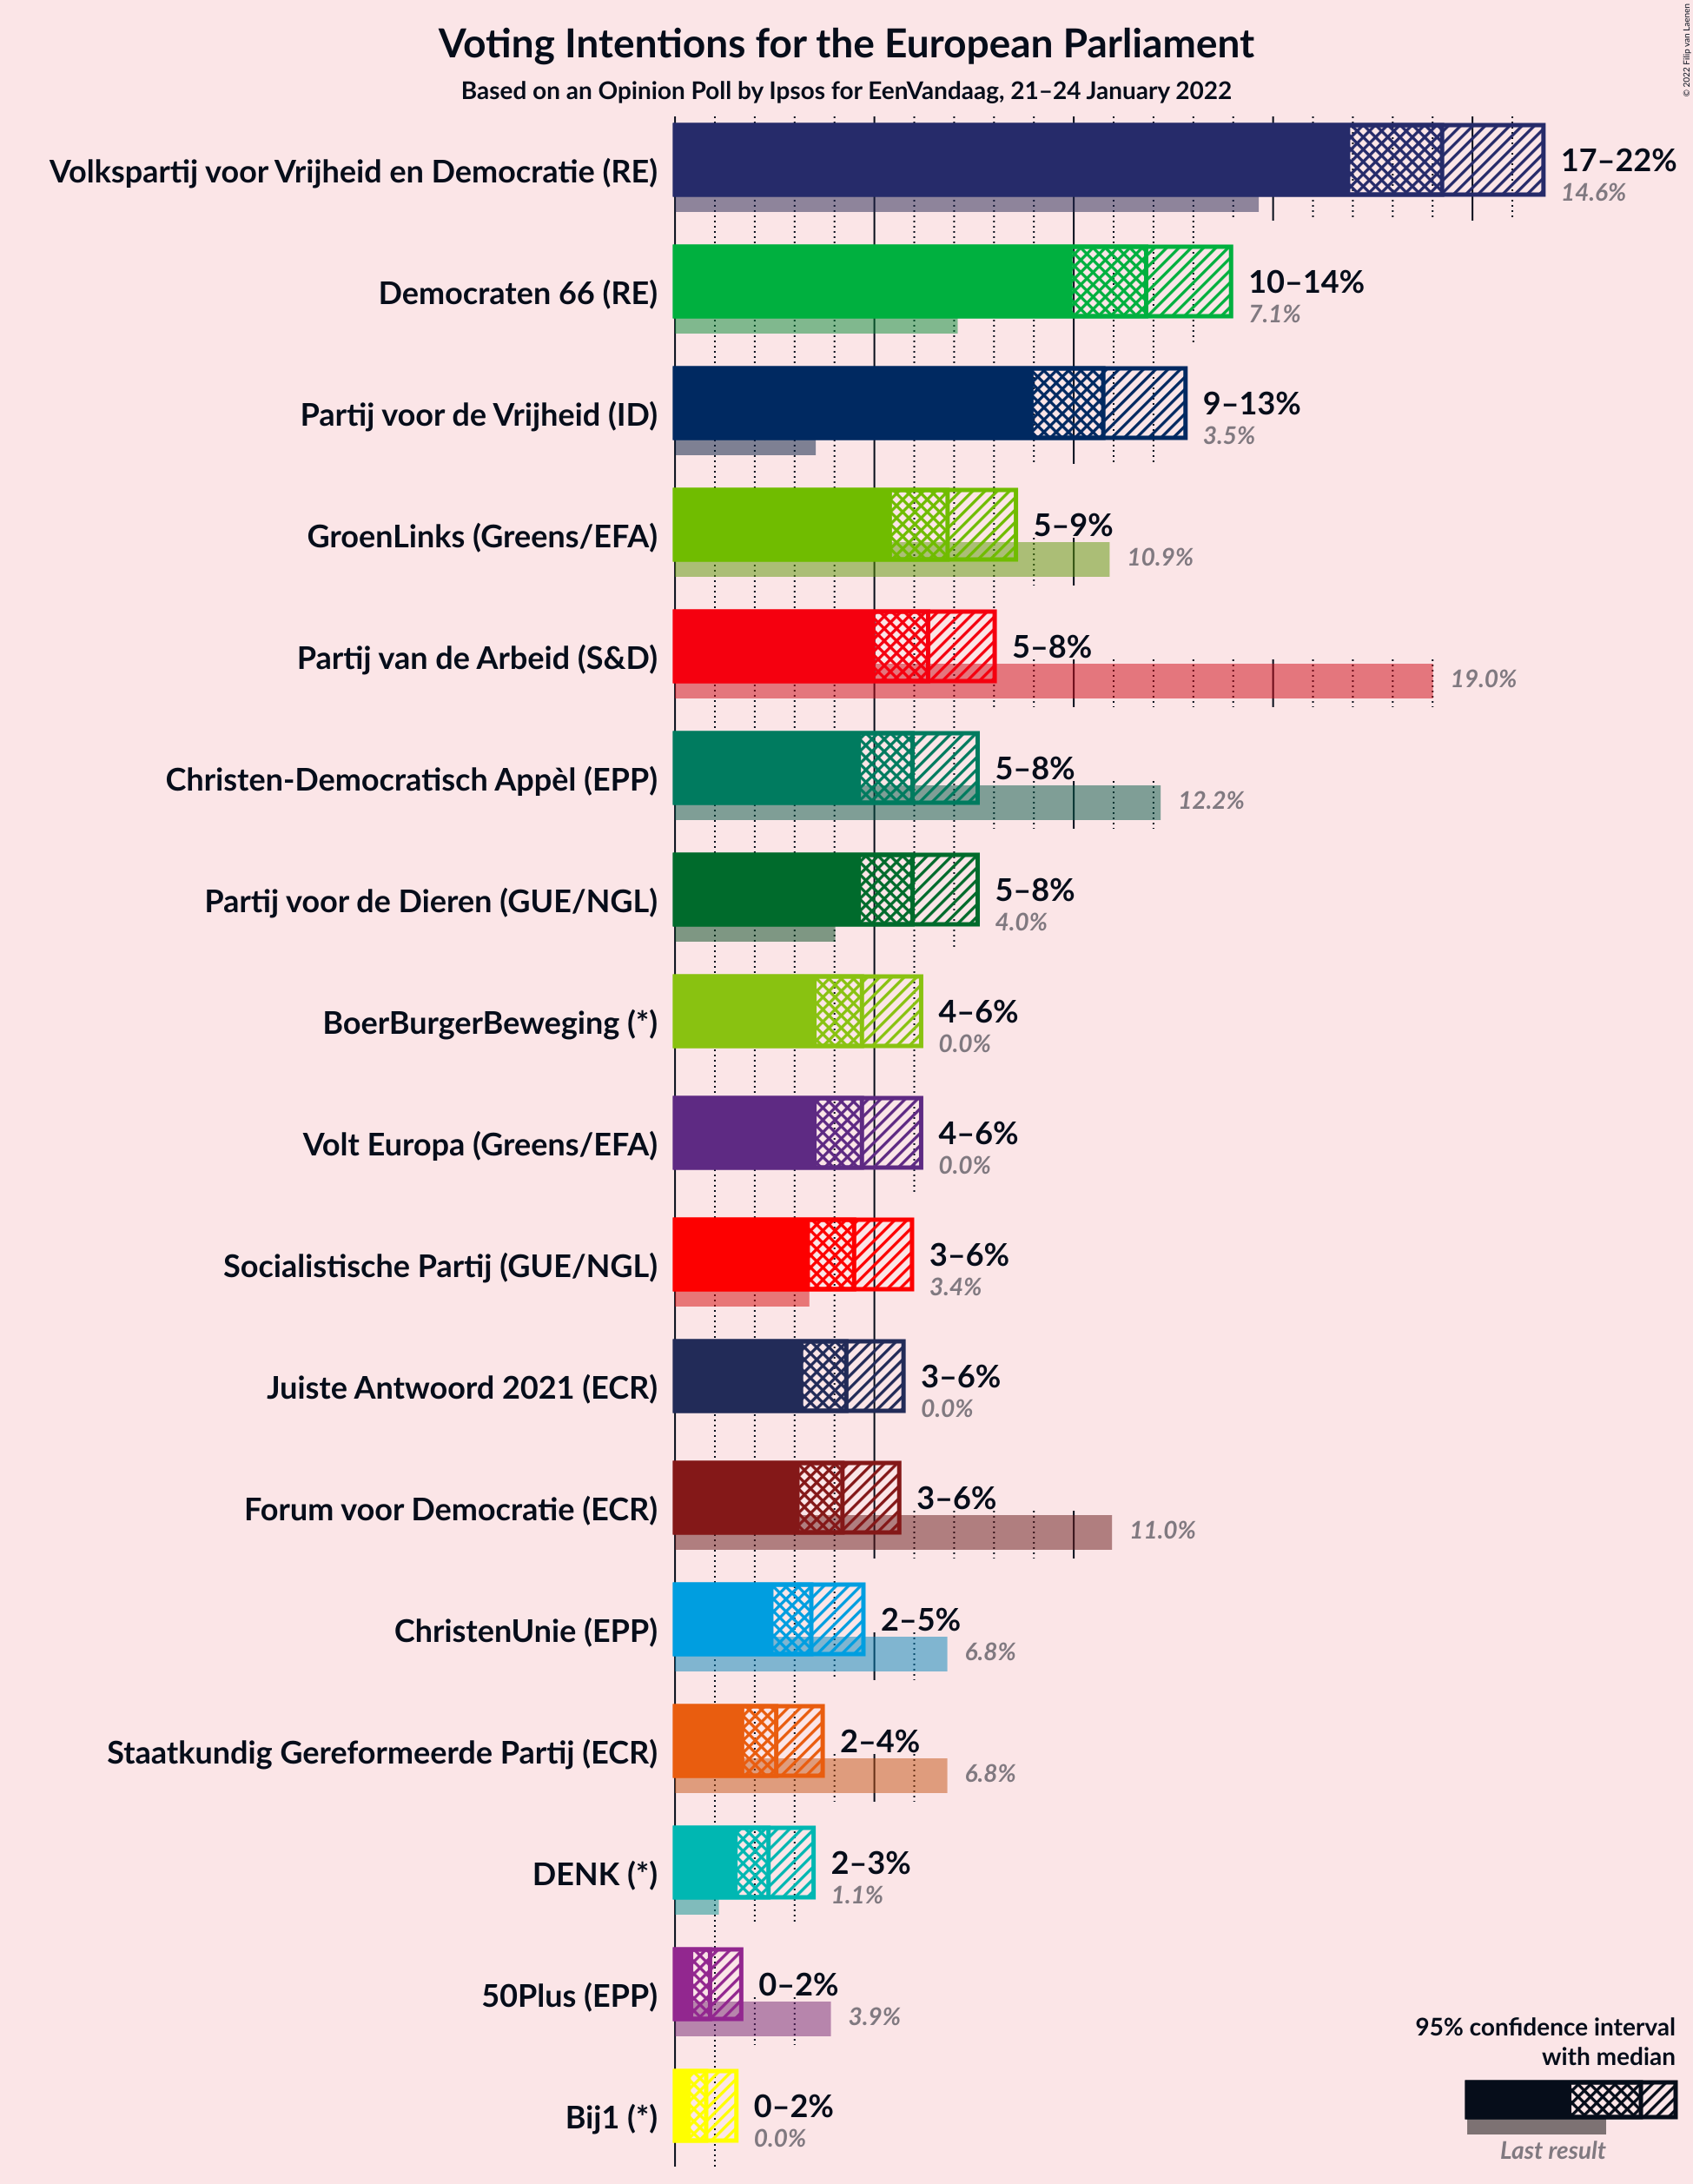 Voting Intentions for the European Parliament
Based on an Opinion Poll by Ipsos for EenVandaag, 21–24 January 2022
© 2022 Filip van Laenen
Volkspartij voor Vrijheid en Democratie (RE)
17–22%
14.6%
Democraten 66 (RE)
10–14%
7.1%
Partij voor de Vrijheid (ID)
9–13%
3.5%
GroenLinks (Greens/EFA)
5–9%
10.9%
Partij van de Arbeid (S&D)
5–8%
19.0%
Christen-Democratisch Appèl (EPP)
5–8%
12.2%
Partij voor de Dieren (GUE/NGL)
5–8%
4.0%
BoerBurgerBeweging (*)
4–6%
0.0%
Volt Europa (Greens/EFA)
4–6%
0.0%
Socialistische Partij (GUE/NGL)
3–6%
3.4%
Juiste Antwoord 2021 (ECR)
3–6%
0.0%
Forum voor Democratie (ECR)
3–6%
11.0%
ChristenUnie (EPP)
2–5%
6.8%
Staatkundig Gereformeerde Partij (ECR)
2–4%
6.8%
DENK (*)
2–3%
1.1%
50Plus (EPP)
0–2%
3.9%
Bij1 (*)
0–2%
0.0%
95% confidence interval
with median
Last result